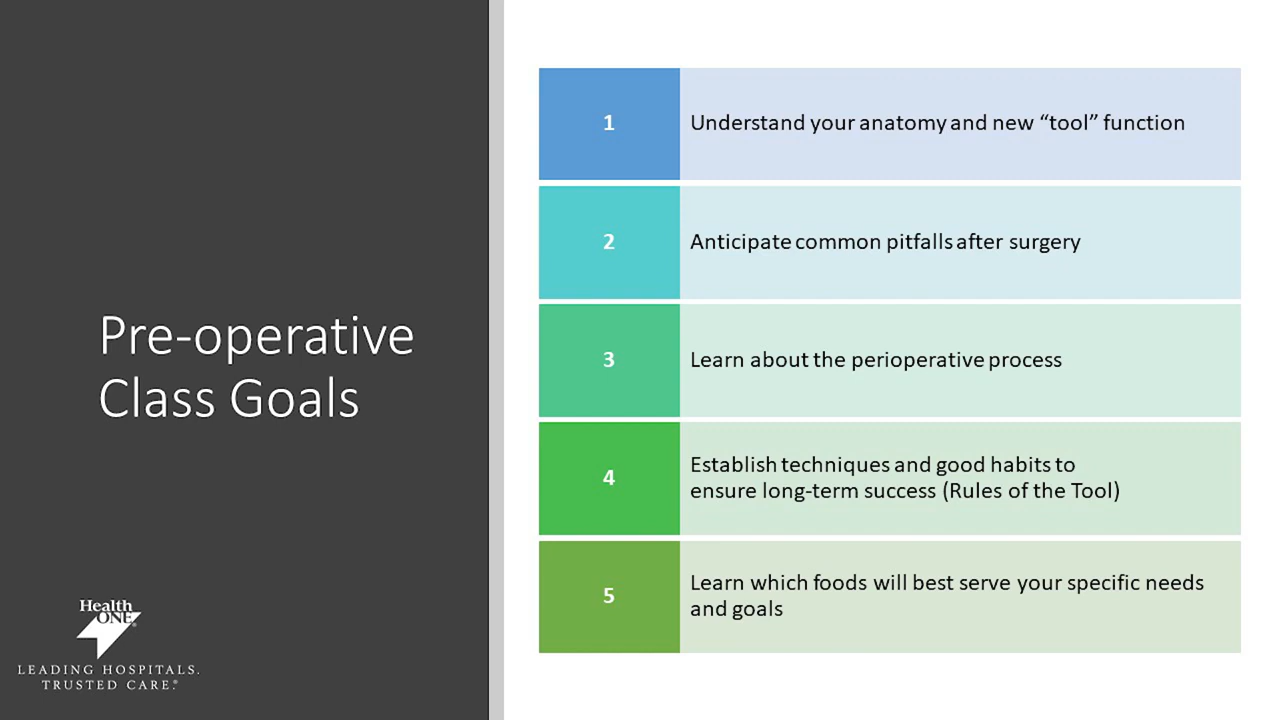 Pre-operative
Class Goals
Health
ONE®
LEADING HOSPITALS.
TRUSTED CARE.®
1
Understand your anatomy and new “tool” function
2
Anticipate common pitfalls after surgery
3
Learn about the perioperative process
4
Establish techniques and good habits to
ensure long-term success (Rules of the Tool)
5
Learn which foods will best serve your specific needs
and goals